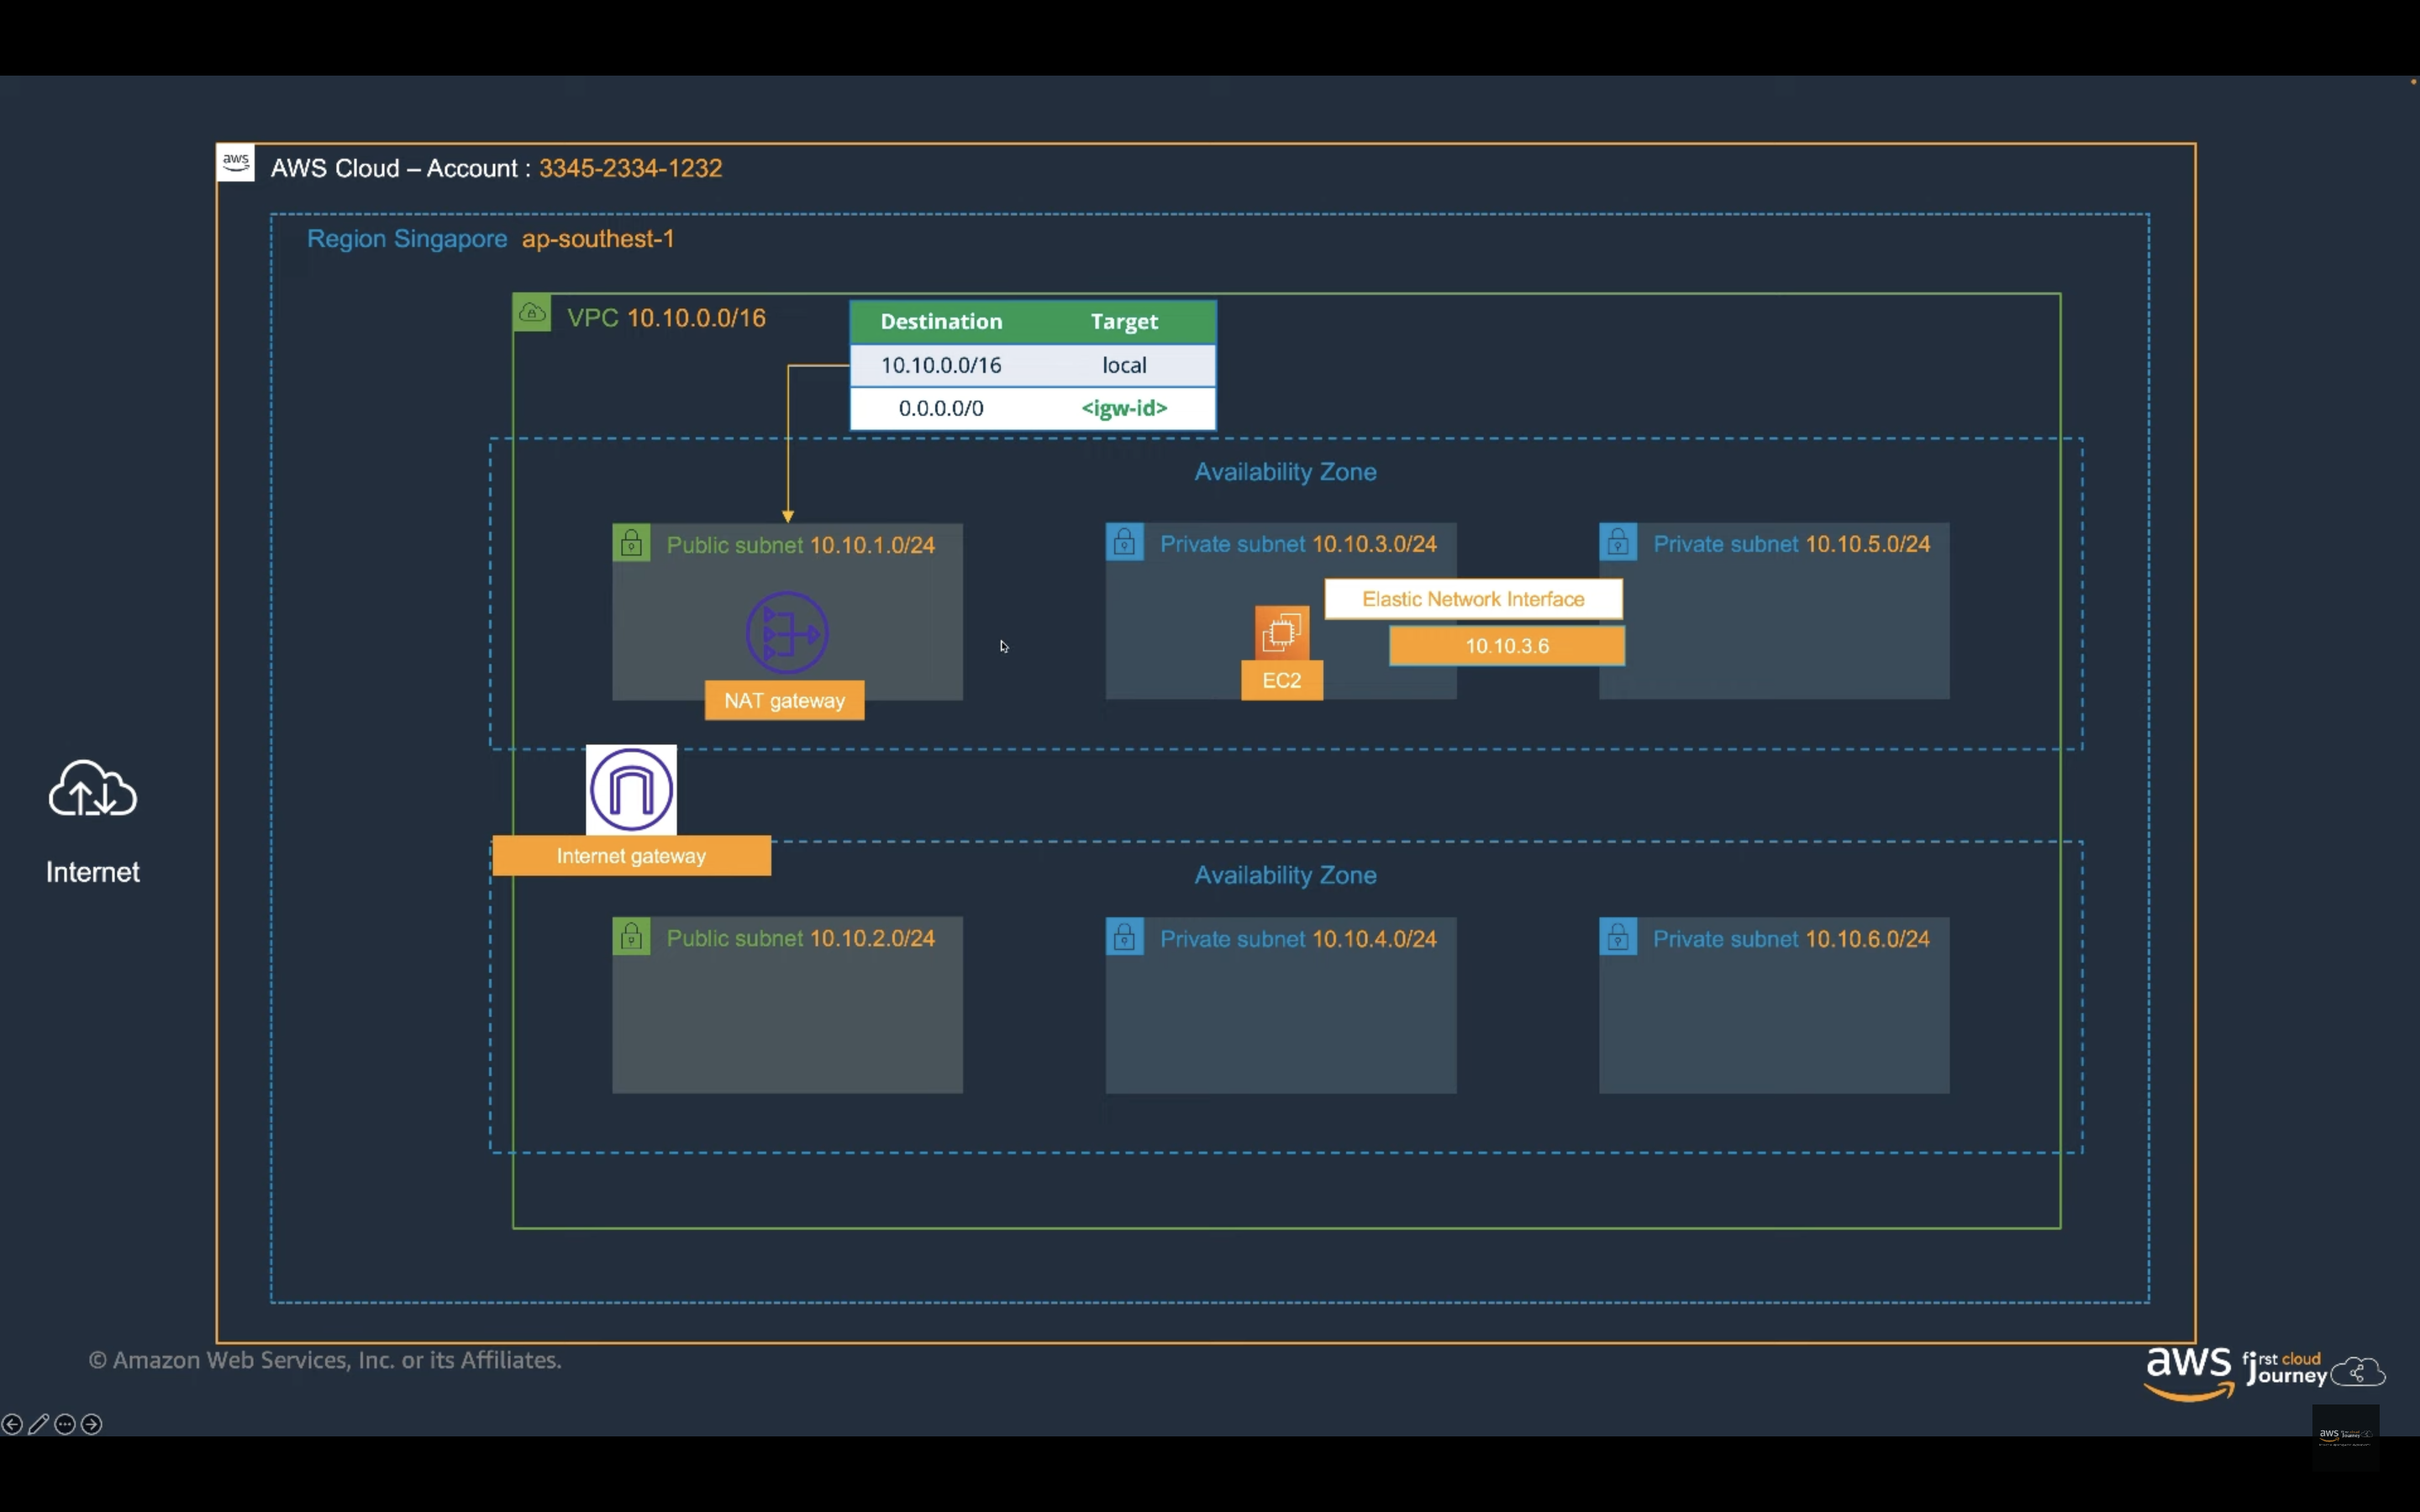 aws
AWS Cloud – Account : 3345-2334-1232
Region Singapore ap-southest-1
VPC 10.10.0.0/16
Destination Target
10.10.0.0/16 local
0.0.0.0/0 <igw-id>
Availability Zone
Public subnet 10.10.1.0/24
Private subnet 10.10.3.0/24
Private subnet 10.10.5.0/24
Elastic Network Interface
10.10.3.6
EC2
NAT gateway
Internet
Internet gateway
Availability Zone
Public subnet 10.10.2.0/24
Private subnet 10.10.4.0/24
Private subnet 10.10.6.0/24
© Amazon Web Services, Inc. or its Affiliates.
aws first cloud
Journey
aws